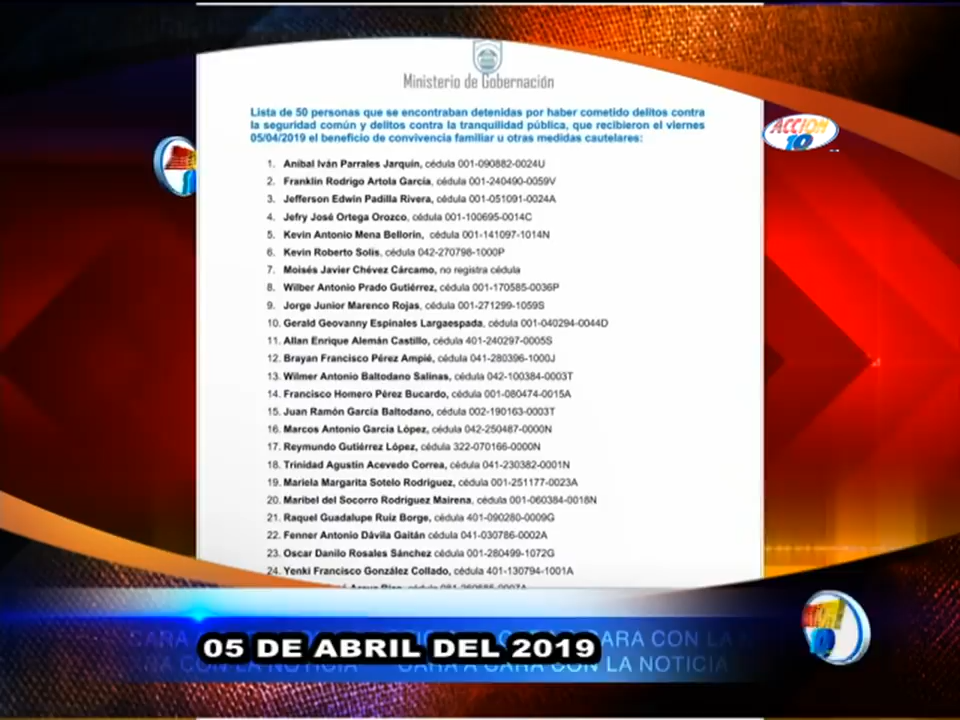 Ministerio de Gobernación
Lista de 50 personas que se encontraban detenidas por haber cometido delitos contra
la seguridad común y delitos contra la tranquilidad pública, que recibieron el viernes
05/04/2019 el beneficio de convivencia familiar u otras medidas cautelares:
ACCION
10
1. Aníbal Iván Parrales Jarquín, cédula 001-090882-0024U
2. Franklin Rodrigo Artola García, cédula 001-240490-0059V
3. Jefferson Edwin Padilla Rivera, cédula 001-051091-0024A
4. Jefry José Ortega Orozco, cédula 001-100695-0014C
5. Kevin Antonio Mena Bellorin, cédula 001-141097-1014N
6. Kevin Roberto Solís, cédula 042-270798-1000P
7. Moisés Javier Chévez Cárcamo, no registra cédula
8. Wilber Antonio Prado Gutiérrez, cédula 001-170585-0036P
9. Jorge Junior Marenco Rojas, cédula 001-271299-1059S
10. Gerald Geovanny Espinales Largaespada, cédula 001-040294-0044D
11. Allan Enrique Alemán Castillo, cédula 401-240297-0005S
12. Brayan Francisco Pérez Ampié, cédula 041-280396-1000J
13. Wilmer Antonio Baltodano Salinas, cédula 042-100384-0003T
14. Francisco Homero Pérez Bucardo, cédula 001-080474-0015A
15. Juan Ramón García Baltodano, cédula 002-190163-0003T
16. Marcos Antonio García López, cédula 042-250487-0000N
17. Reymundo Gutiérrez López, cédula 322-070166-0000N
18. Trinidad Agustín Acevedo Correa, cédula 041-230382-0001N
19. Mariela Margarita Sotelo Rodríguez, cédula 001-251177-0023A
20. Maribel del Socorro Rodríguez Mairena, cédula 001-060384-0018N
21. Raquel Guadalupe Ruiz Borge, cédula 401-090280-0009G
22. Fenner Antonio Dávila Gaitán cédula 041-030786-0002A
23. Oscar Danilo Rosales Sánchez cédula 001-280499-1072G
24. Yenki Francisco González Collado, cédula 401-130794-1001A
05 DE ABRIL DEL 2019
CARA CON LA
CARA CON LA NOTICIA CARA A CARA CON LA NOTICIA
10